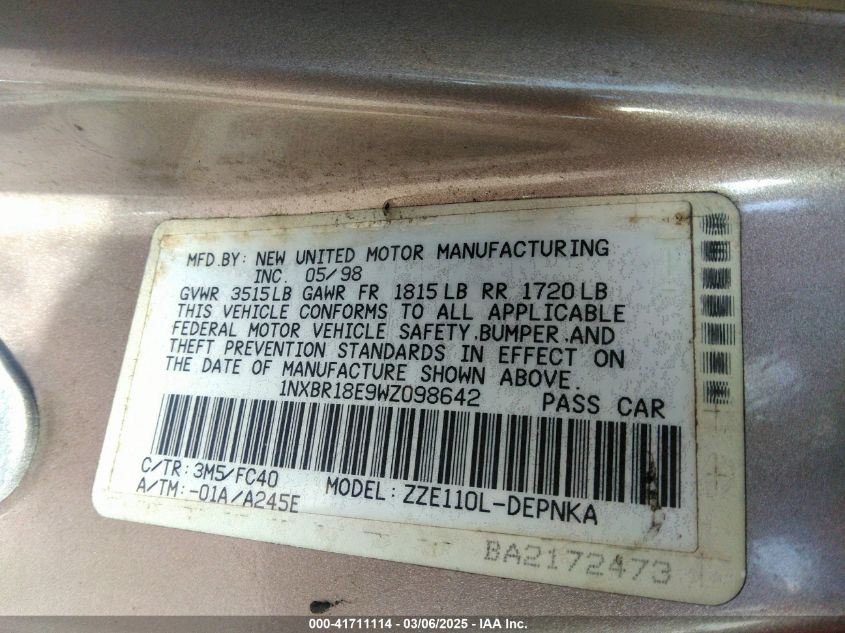 MFD.BY: NEW UNITED MOTOR MANUFACTURING
INC. 05/98
GVWR 3515LB GAWR FR 1815LB RR 1720LB
THIS VEHICLE CONFORMS TO ALL APPLICABLE
FEDERAL MOTOR VEHICLE SAFETY,BUMPER,AND
THEFT PREVENTION STANDARDS IN EFFECT ON
THE DATE OF MANUFACTURE SHOWN ABOVE.
1NXBR18E9WZ098642 PASS CAR
C/TR: 3M5/FC40
A/TM:-01A/A245E MODEL: ZZE110L-DEPNKA
BA2172473
000-41711114 / 03/06/2025 - © IAA Inc.